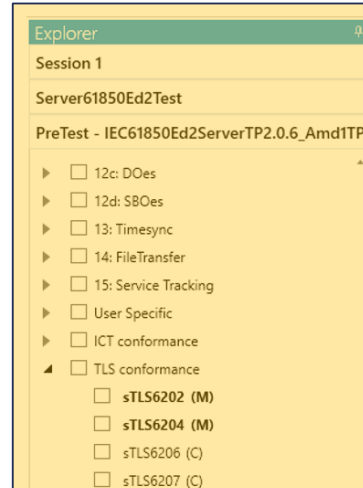 Explorer
Session 1
Server61850Ed2Test
PreTest - IEC61850Ed2ServerTP2.0.6_Amd1TP
12c: DOes
12d: SBOes
13: Timesync
14: FileTransfer
15: Service Tracking
User Specific
ICT conformance
TLS conformance
sTLS6202 (M)
sTLS6204 (M)
sTLS6206 (C)
sTLS6207 (C)